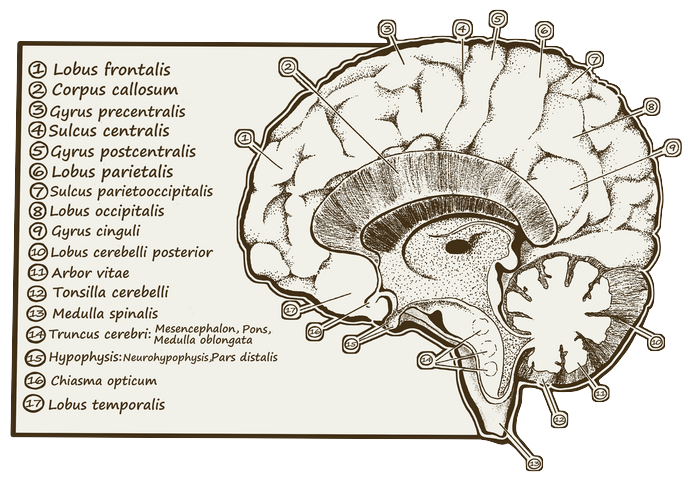 ① Lobus frontalis
② Corpus callosum
③ Gyrus precentralis
④ Sulcus centralis
⑤ Gyrus postcentralis
⑥ Lobus parietalis
⑦ Sulcus parietooccipitalis
⑧ Lobus occipitalis
⑨ Gyrus cinguli
⑩ Lobus cerebelli posterior
⑪ Arbor vitae
⑫ Tonsilla cerebelli
⑬ Medulla spinalis
⑭ Truncus cerebri: Mesencephalon, Pons,
Medulla oblongata
⑮ Hypophysis: Neurohypophysis, Pars distalis
⑯ Chiasma opticum
⑰ Lobus temporalis
3
4
5
6
7
2
8
1
9
17
16
15
14
10
11
12
13